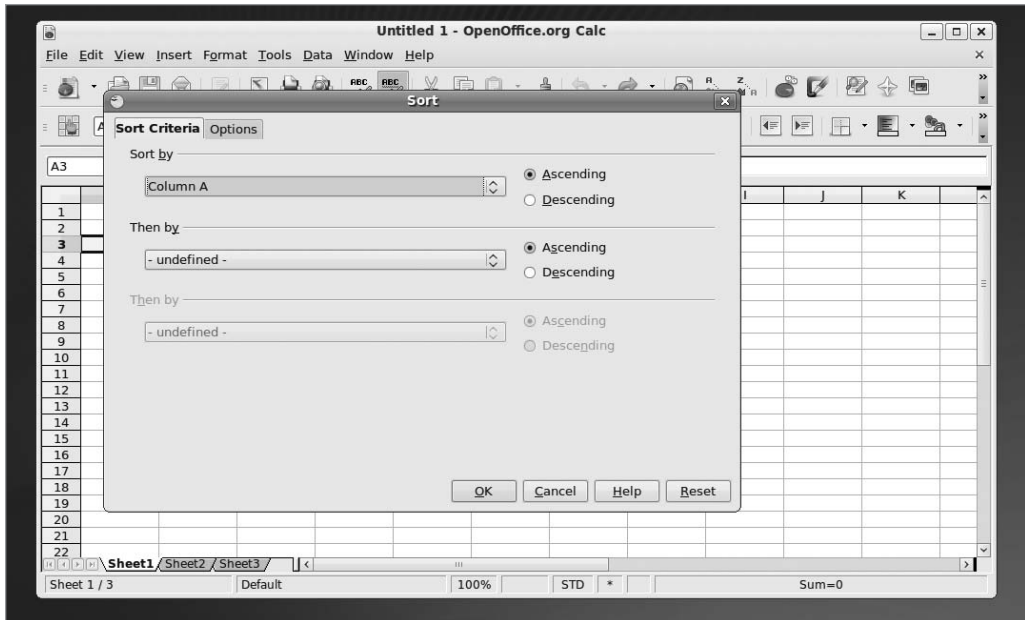 Untitled 1 - OpenOffice.org Calc
File Edit View Insert Format Tools Data Window Help
ABC ABC
Sort
Sort Criteria Options
A3
Sort by
Column A
Ascending
Descending
I J K
1
2
Then by
3
- undefined -
Ascending
4
Descending
5
6
Then by
7
- undefined -
Ascending
8
Descending
9
10
11
12
13
14
15
16
17
18
OK Cancel Help Reset
19
20
21
22
Sheet1 Sheet2 Sheet3
Sheet 1 / 3 Default 100% STD * Sum=0